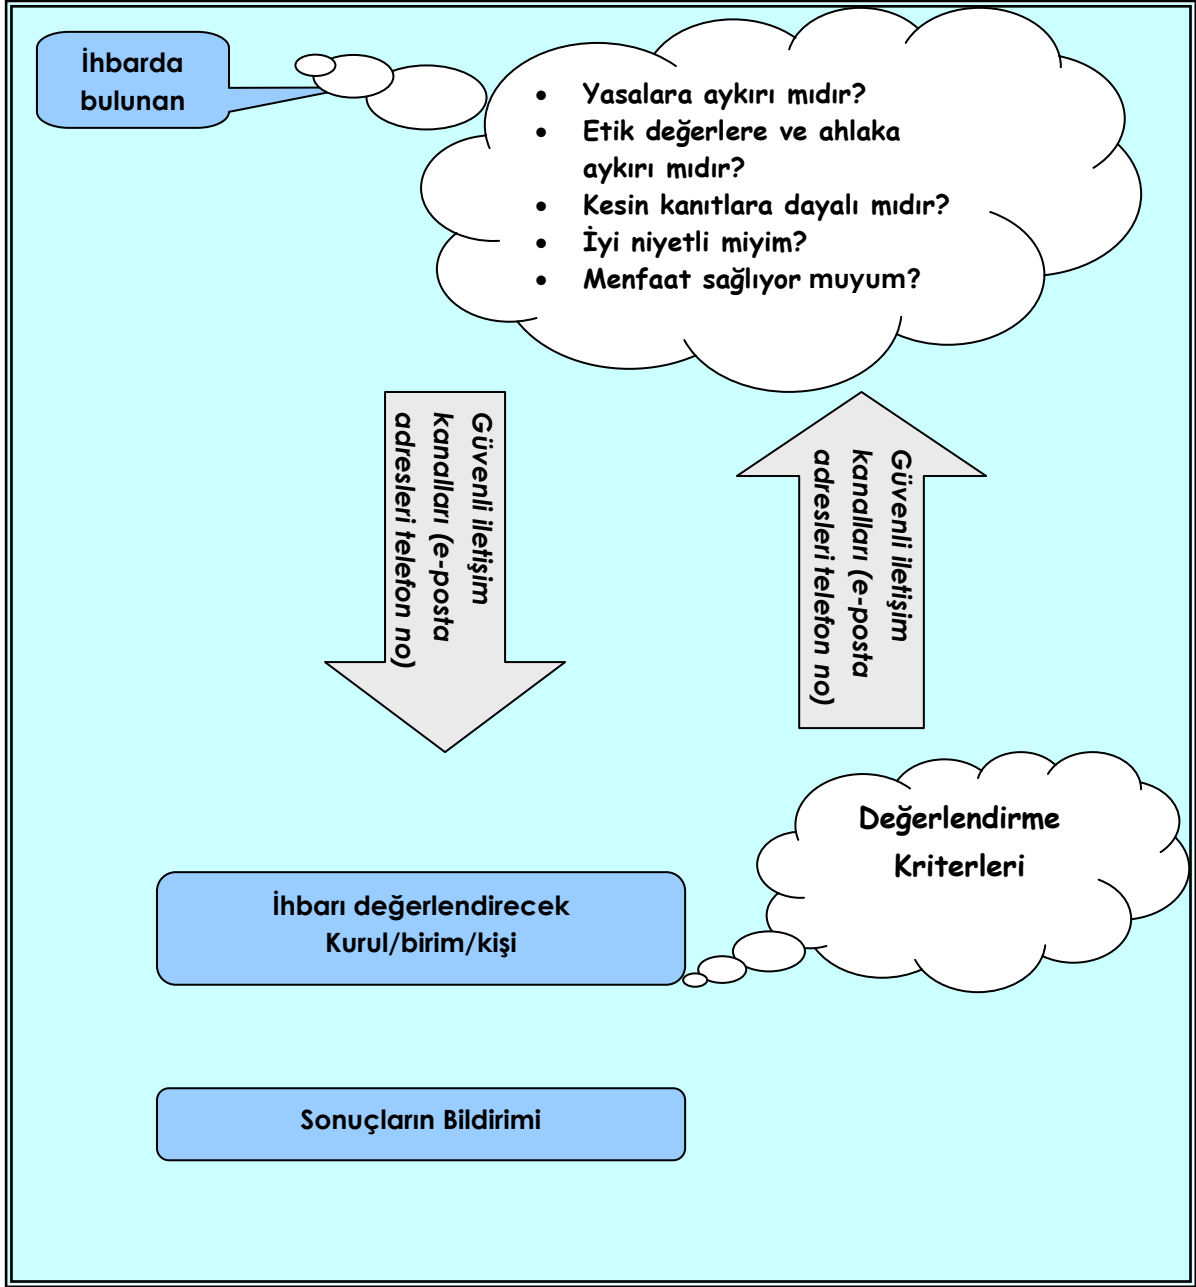 İhbarda
bulunan
• Yasalara aykırı mıdır?
• Etik değerlere ve ahlaka
aykırı mıdır?
• Kesin kanıtlara dayalı mıdır?
• İyi niyetli miyim?
• Menfaat sağlıyor muyum?
Güvenli iletişim
kanalları (e-posta
adresleri telefon no)
Güvenli iletişim
kanalları (e-posta
adresleri telefon no)
Değerlendirme
Kriterleri
İhbarı değerlendirecek
Kurul/birim/kişi
Sonuçların Bildirimi